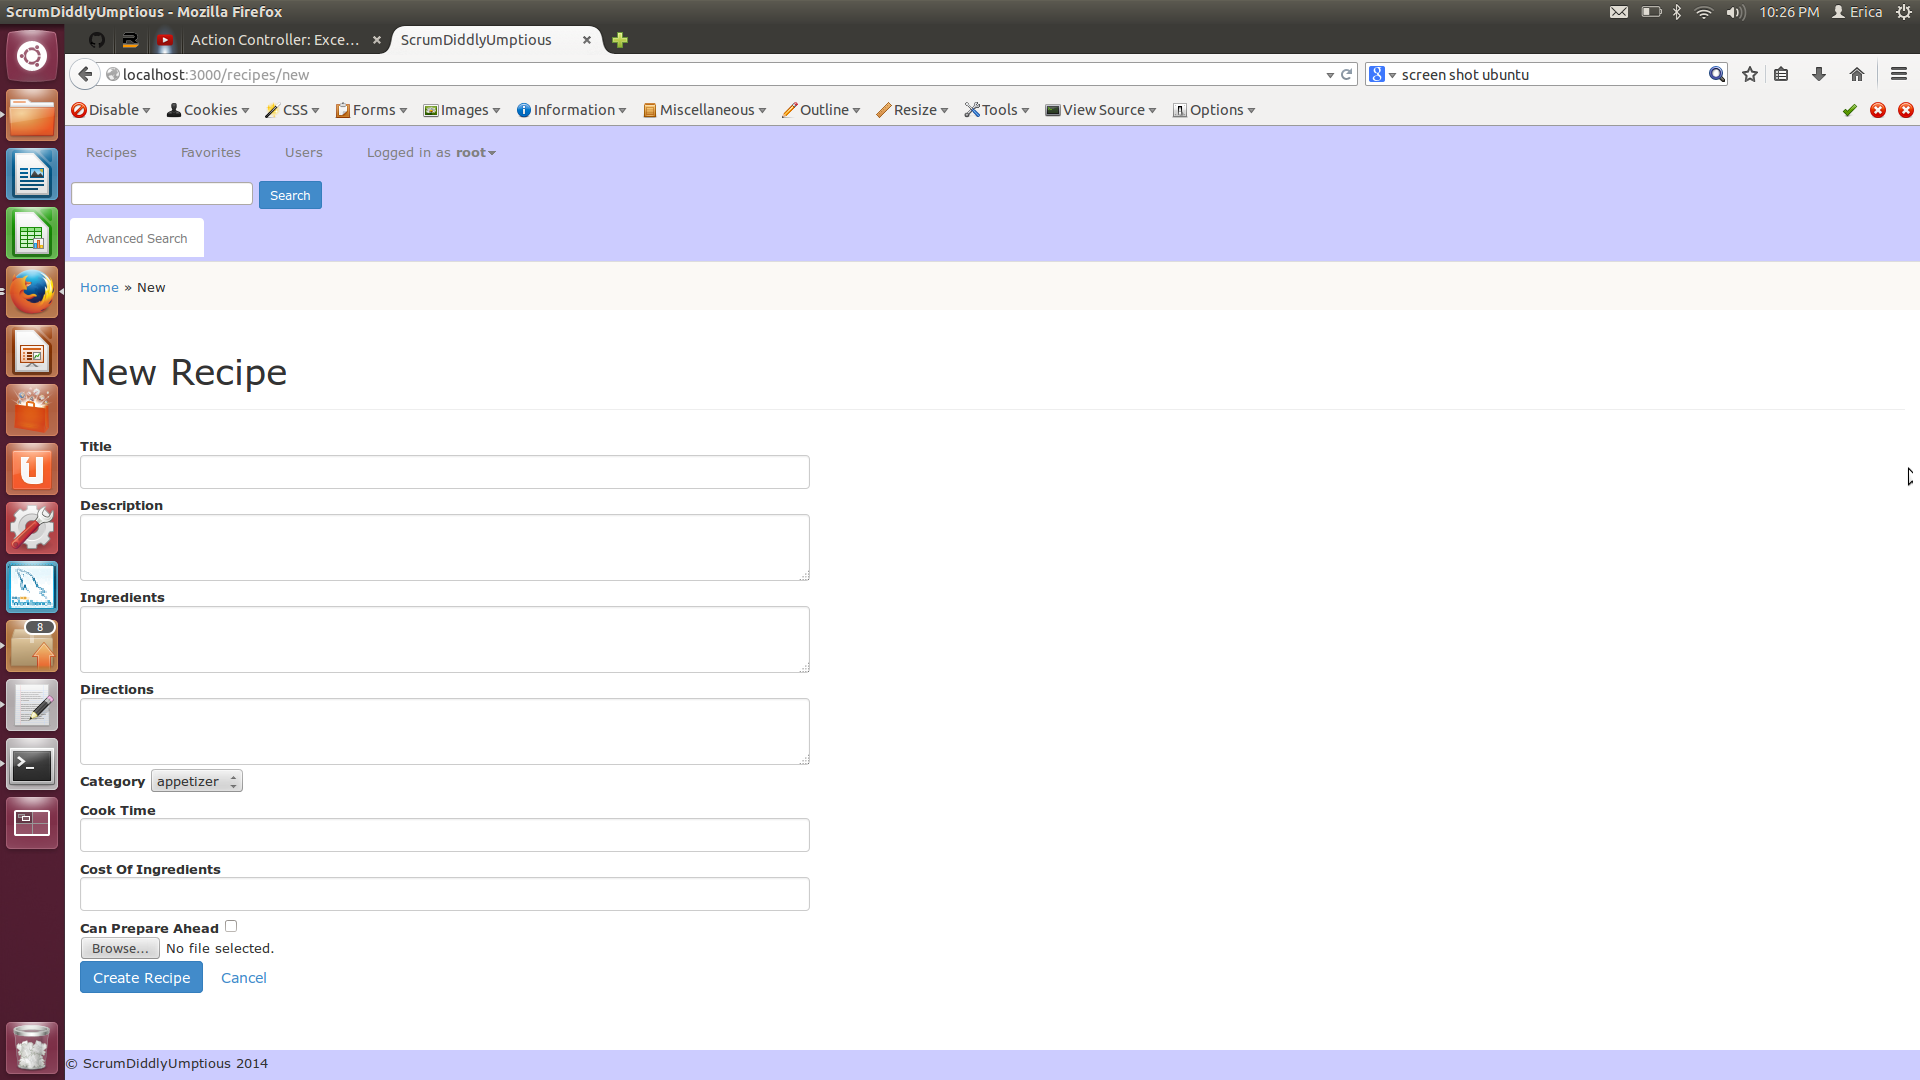 ScrumDiddlyUmptious - Mozilla Firefox
10:26 PM Erica
Action Controller: Exce...
ScrumDiddlyUmptious
localhost:3000/recipes/new
screen shot ubuntu
Disable Cookies CSS Forms Images Information Miscellaneous Outline Resize Tools View Source Options
Recipes Favorites Users Logged in as root
Search
Advanced Search
Home » New
New Recipe
Title
Description
Ingredients
Directions
Category appetizer
Cook Time
Cost Of Ingredients
Can Prepare Ahead
Browse... No file selected.
Create Recipe Cancel
© ScrumDiddlyUmptious 2014
8
Workbench